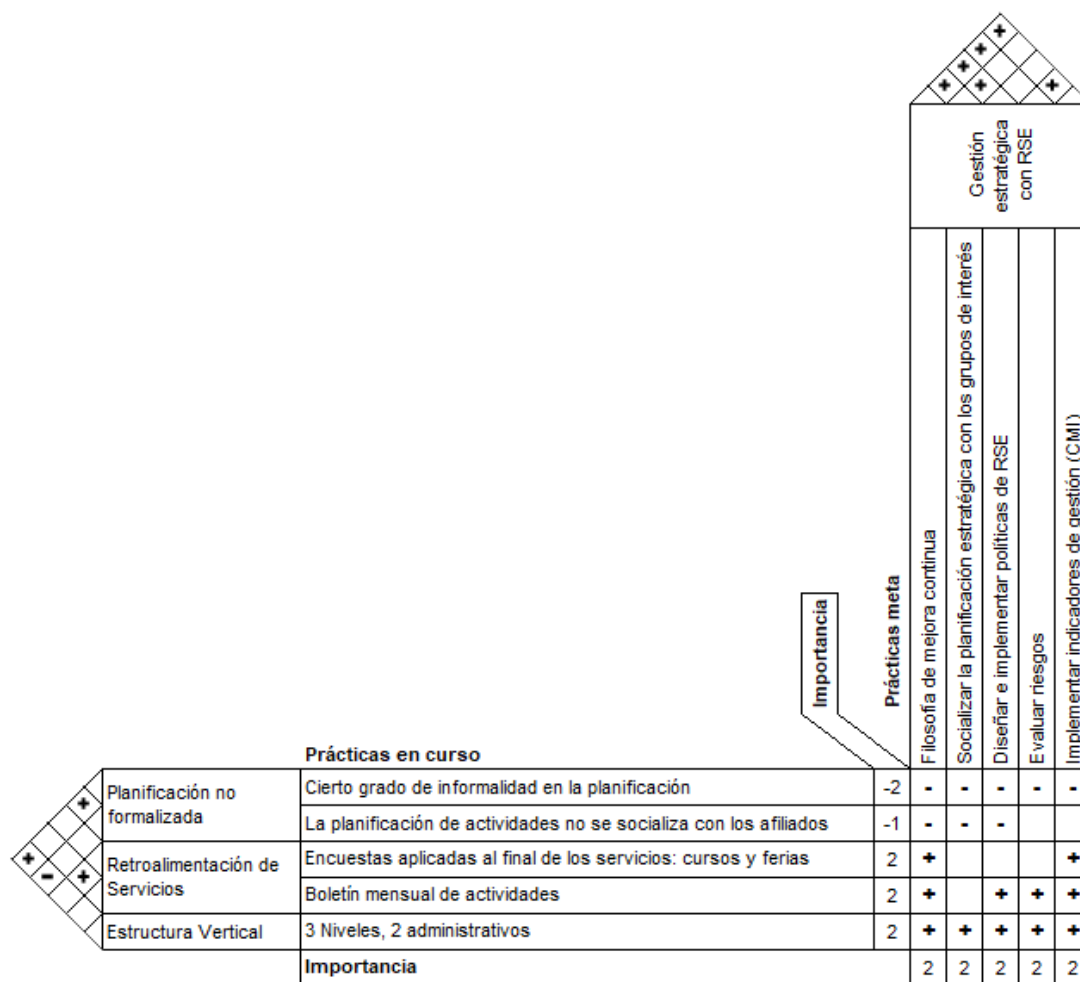 Gestión
estratégica
con RSE
Importancia
Prácticas meta
Filosofía de mejora continua
Socializar la planificación estratégica con los grupos de interés
Diseñar e implementar políticas de RSE
Evaluar riesgos
Implementar indicadores de gestión (CMI)
Prácticas en curso
Planificación no
formalizada
Cierto grado de informalidad en la planificación -2 - - - - -
La planificación de actividades no se socializa con los afiliados -1 - - -
Retroalimentación de
Servicios
Encuestas aplicadas al final de los servicios: cursos y ferias 2 + +
Boletín mensual de actividades 2 + + + +
Estructura Vertical 3 Niveles, 2 administrativos 2 + + + + +
Importancia 2 2 2 2 2